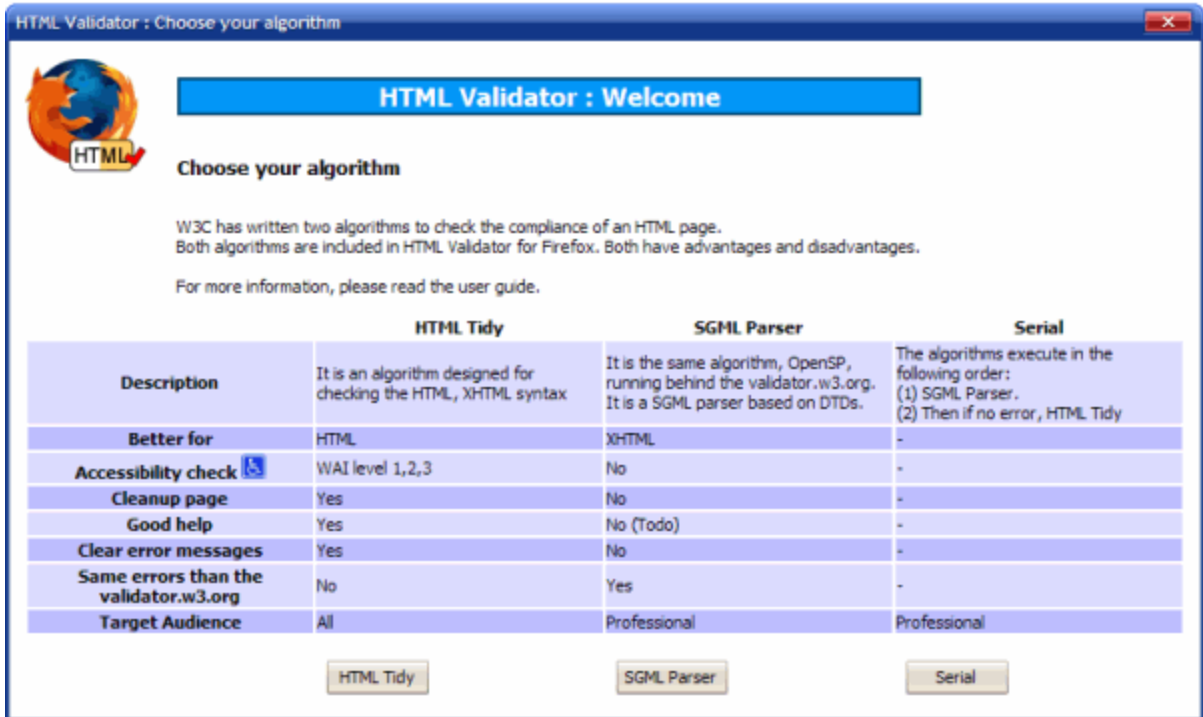 HTML Validator : Choose your algorithm
HTML Validator : Welcome
HTML
Choose your algorithm
W3C has written two algorithms to check the compliance of an HTML page.
Both algorithms are included in HTML Validator for Firefox. Both have advantages and disadvantages.
For more information, please read the user guide.
HTML Tidy SGML Parser Serial
Description
It is an algorithm designed for
checking the HTML, XHTML syntax
It is the same algorithm, OpenSP,
running behind the validator.w3.org.
It is a SGML parser based on DTDs.
The algorithms execute in the
following order:
(1) SGML Parser.
(2) Then if no error, HTML Tidy
Better for HTML XHTML -
Accessibility check WAI level 1,2,3 No -
Cleanup page Yes No -
Good help Yes No (Todo) -
Clear error messages Yes No -
Same errors than the
validator.w3.org
No Yes -
Target Audience All Professional Professional
HTML Tidy SGML Parser Serial